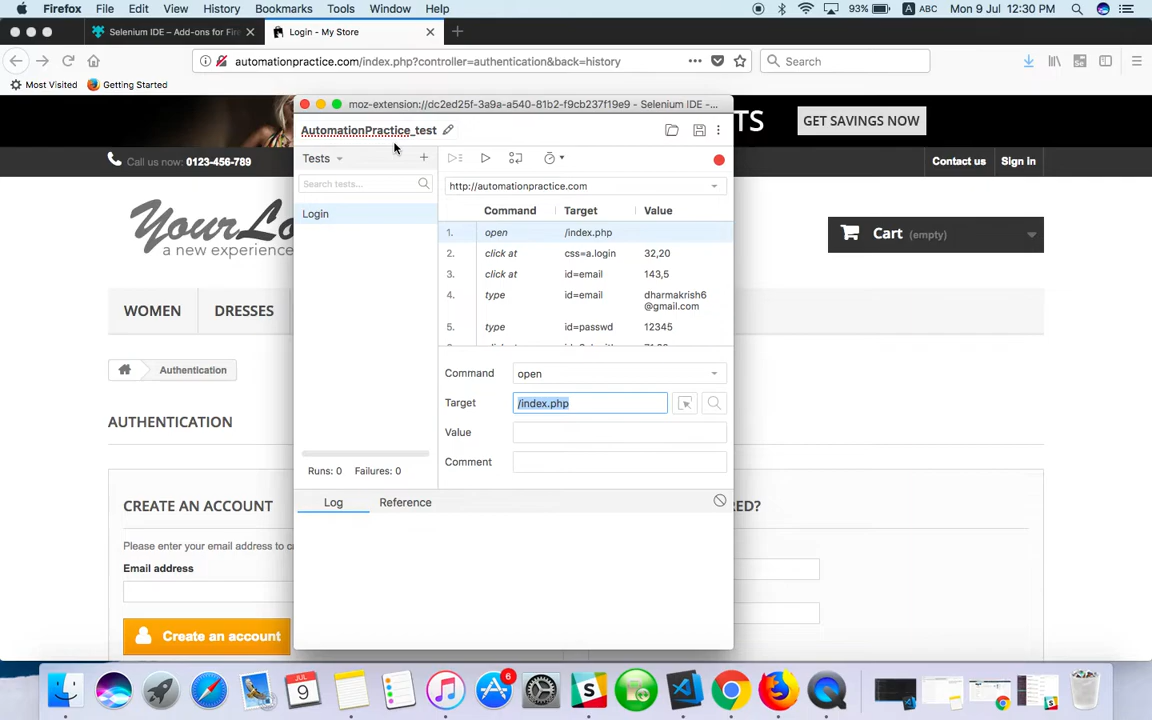 Firefox File Edit View History Bookmarks Tools Window Help 93% A ABC Mon 9 Jul 12:30 PM
Selenium IDE – Add-ons for Fire Login - My Store
automationpractice.com/index.php?controller=authentication&back=history Search
Most Visited Getting Started
moz-extension://dc2ed25f-3a9a-a540-81b2-f9cb237f19e9 - Selenium IDE -...
TS GET SAVINGS NOW
AutomationPractice_test
Call us now: 0123-456-789 Contact us Sign in
Tests
Search tests...
http://automationpractice.com
Command Target Value
Login
1. open /index.php
2. click at css=a.login 32,20
3. click at id=email 143,5
4. type id=email dharmakrish6
@gmail.com
5. type id=passwd 12345
a new experience
Cart (empty)
WOMEN DRESSES
Authentication
Command open
Target /index.php
Value
Comment
AUTHENTICATION
Runs: 0 Failures: 0
Log Reference
CREATE AN ACCOUNT
RED?
Please enter your email address to
Email address
Create an account
9
6